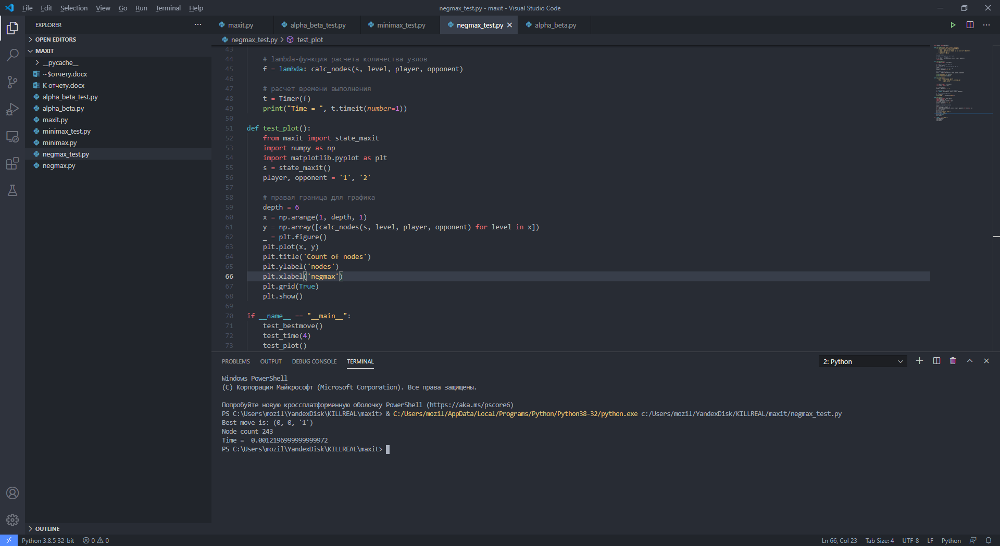 File Edit Selection View Go Run Terminal Help
negmax_test.py - maxit - Visual Studio Code
EXPLORER
OPEN EDITORS
MAXIT
__pycache__
~$отчету.docx
К отчету.docx
alpha_beta_test.py
alpha_beta.py
maxit.py
minimax_test.py
minimax.py
negmax_test.py
negmax.py
OUTLINE
maxit.py alpha_beta_test.py minimax_test.py negmax_test.py alpha_beta.py
negmax_test.py > test_plot
43
44 # lambda-функция расчета количества узлов
45 f = lambda: calc_nodes(s, level, player, opponent)
46
47 # расчет времени выполнения
48 t = Timer(f)
49 print("Time = ", t.timeit(number=1))
50
51 def test_plot():
52 from maxit import state_maxit
53 import numpy as np
54 import matplotlib.pyplot as plt
55 s = state_maxit()
56 player, opponent = '1', '2'
57
58 # правая граница для графика
59 depth = 6
60 x = np.arange(1, depth, 1)
61 y = np.array([calc_nodes(s, level, player, opponent) for level in x])
62 _ = plt.figure()
63 plt.plot(x, y)
64 plt.title('Count of nodes')
65 plt.ylabel('nodes')
66 plt.xlabel('negmax')
67 plt.grid(True)
68 plt.show()
69
70 if __name__ == "__main__":
71 test_bestmove()
72 test_time(4)
73 test_plot()
PROBLEMS OUTPUT DEBUG CONSOLE TERMINAL
2: Python
Windows PowerShell
(C) Корпорация Майкрософт (Microsoft Corporation). Все права защищены.
Попробуйте новую кроссплатформенную оболочку PowerShell (https://aka.ms/pscore6)
PS C:\Users\mozil\YandexDisk\KILLREAL\maxit> & C:/Users/mozil/AppData/Local/Programs/Python/Python38-32/python.exe c:/Users/mozil/YandexDisk/KILLREAL/maxit/negmax_test.py
Best move is: (0, 0, '1')
Node count 243
Time =  0.0012196999999999972
PS C:\Users\mozil\YandexDisk\KILLREAL\maxit>
Python 3.8.5 32-bit 0 0
Ln 66, Col 23 Tab Size: 4 UTF-8 LF Python